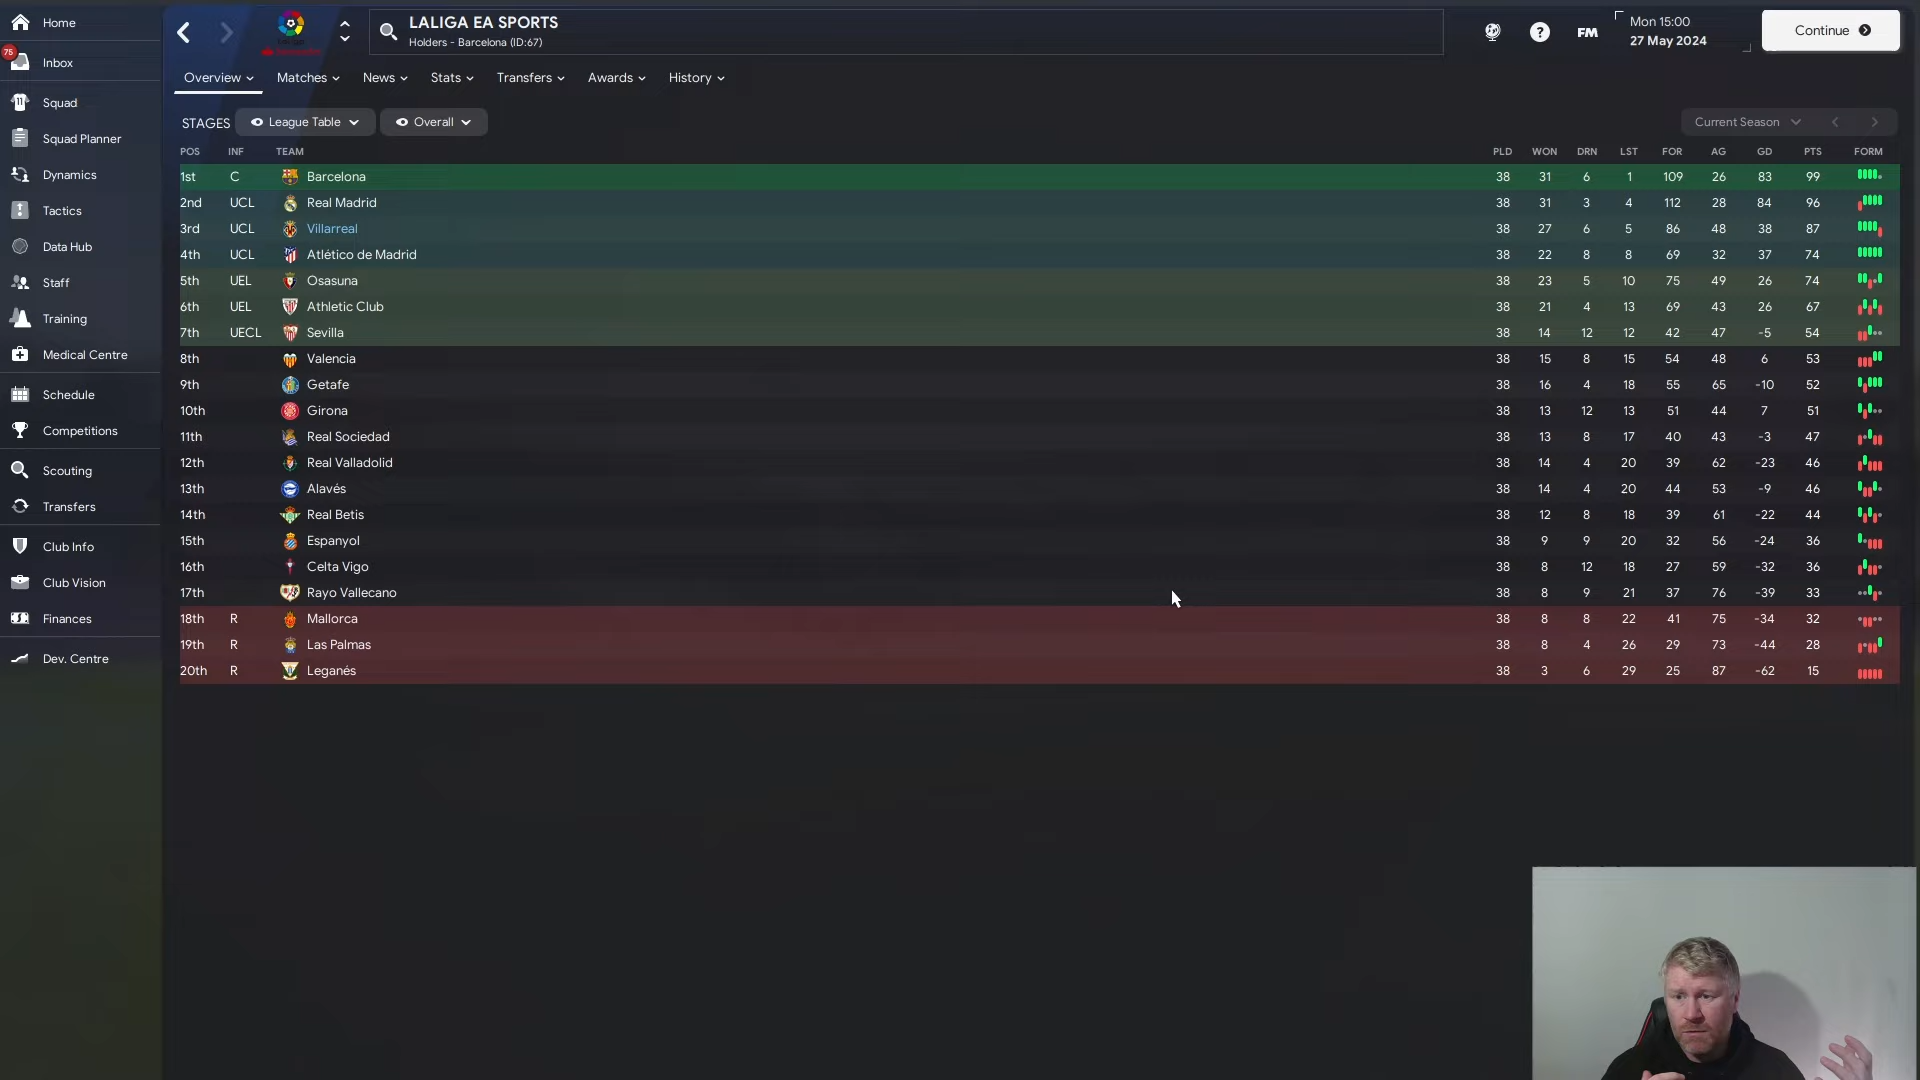 Home
75
Inbox
Squad
Squad Planner
Dynamics
Tactics
Data Hub
Staff
Training
Medical Centre
Schedule
Competitions
Scouting
Transfers
Club Info
Club Vision
Finances
Dev. Centre
LALIGA EA SPORTS
Holders - Barcelona (ID:67)
FM
Mon 15:00
27 May 2024
Continue
Overview Matches News Stats Transfers Awards History
STAGES League Table Overall Current Season
POS INF TEAM PLD WON DRN LST FOR AG GD PTS FORM
1st C Barcelona 38 31 6 1 109 26 83 99
2nd UCL Real Madrid 38 31 3 4 112 28 84 96
3rd UCL Villarreal 38 27 6 5 86 48 38 87
4th UCL Atlético de Madrid 38 22 8 8 69 32 37 74
5th UEL Osasuna 38 23 5 10 75 49 26 74
6th UEL Athletic Club 38 21 4 13 69 43 26 67
7th UECL Sevilla 38 14 12 12 42 47 -5 54
8th Valencia 38 15 8 15 54 48 6 53
9th Getafe 38 16 4 18 55 65 -10 52
10th Girona 38 13 12 13 51 44 7 51
11th Real Sociedad 38 13 8 17 40 43 -3 47
12th Real Valladolid 38 14 4 20 39 62 -23 46
13th Alavés 38 14 4 20 44 53 -9 46
14th Real Betis 38 12 8 18 39 61 -22 44
15th Espanyol 38 9 9 20 32 56 -24 36
16th Celta Vigo 38 8 12 18 27 59 -32 36
17th Rayo Vallecano 38 8 9 21 37 76 -39 33
18th R Mallorca 38 8 8 22 41 75 -34 32
19th R Las Palmas 38 8 4 26 29 73 -44 28
20th R Leganés 38 3 6 29 25 87 -62 15